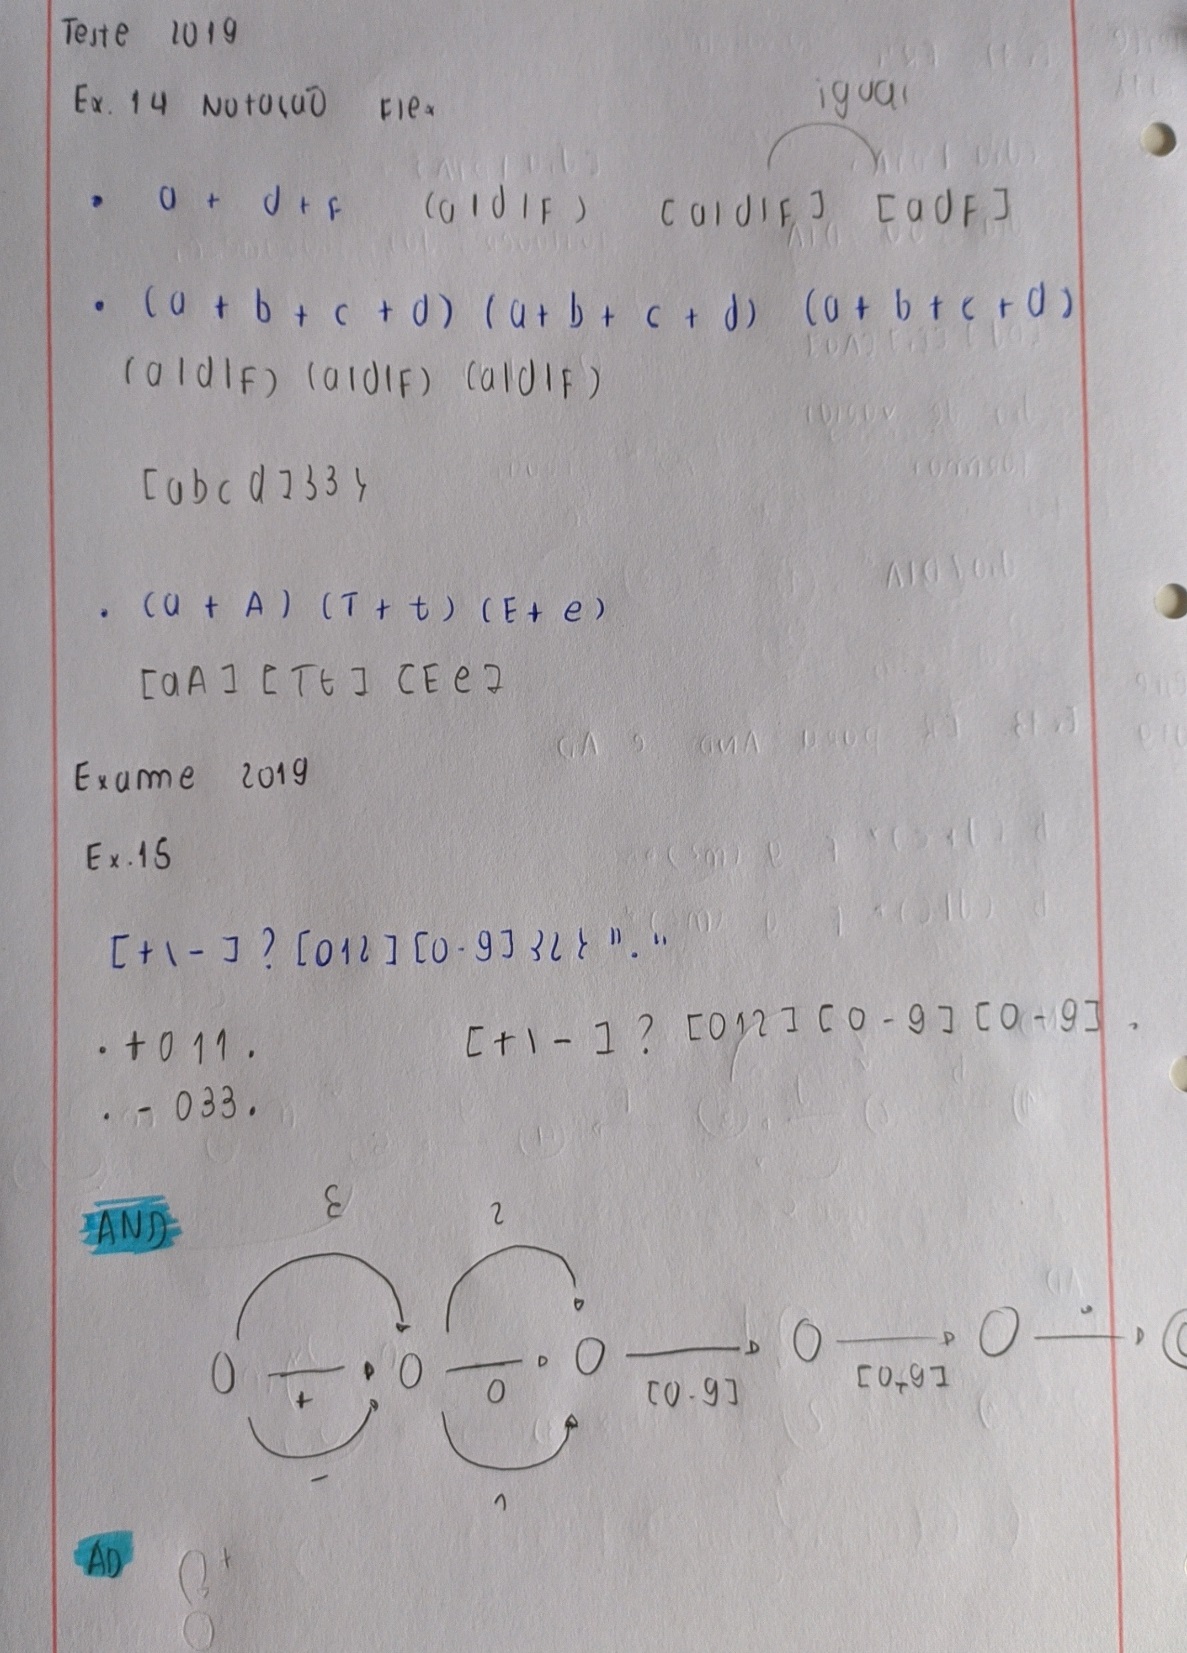 Teste 2019
Ex. 14 Notação Flex
igual
• a + d + F (a|d|F) [a|d|F] [adF]
• (a + b + c + d) (a + b + c + d) (a + b + c + d)
(a|d|F) (a|d|F) (a|d|F)
[abcd]{3}
• (a + A) (T + t) (E + e)
[aA] [Tt] [Ee]
Exame 2019
Ex. 15
[+\-]?[012][0-9]{2}"."
• +011. [+\-]?[012][0-9][0-9].
• -033.
AND
ε 2
+ 0 [0-9] [0-9] .
- 1
AD
+